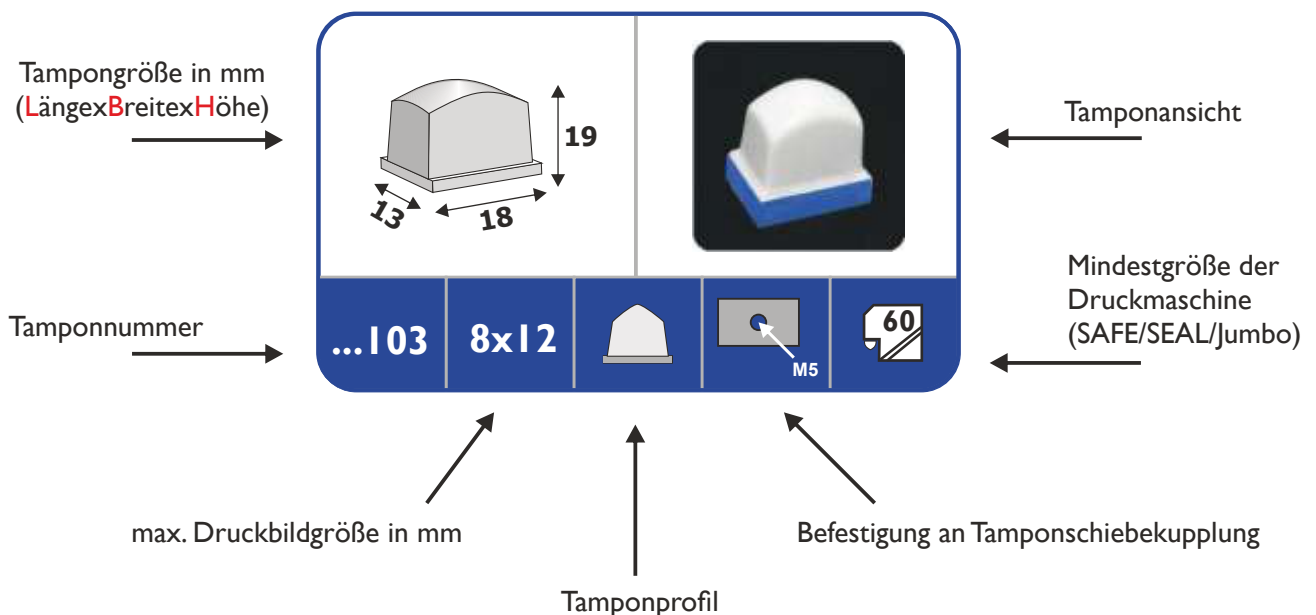 Tampongröße in mm
(LängexBreitexHöhe)
19
13
18
Tamponansicht
Tamponnummer
...103
8x12
M5
60
Mindestgröße der
Druckmaschine
(SAFE/SEAL/Jumbo)
max. Druckbildgröße in mm
Befestigung an Tamponschiebekupplung
Tamponprofil